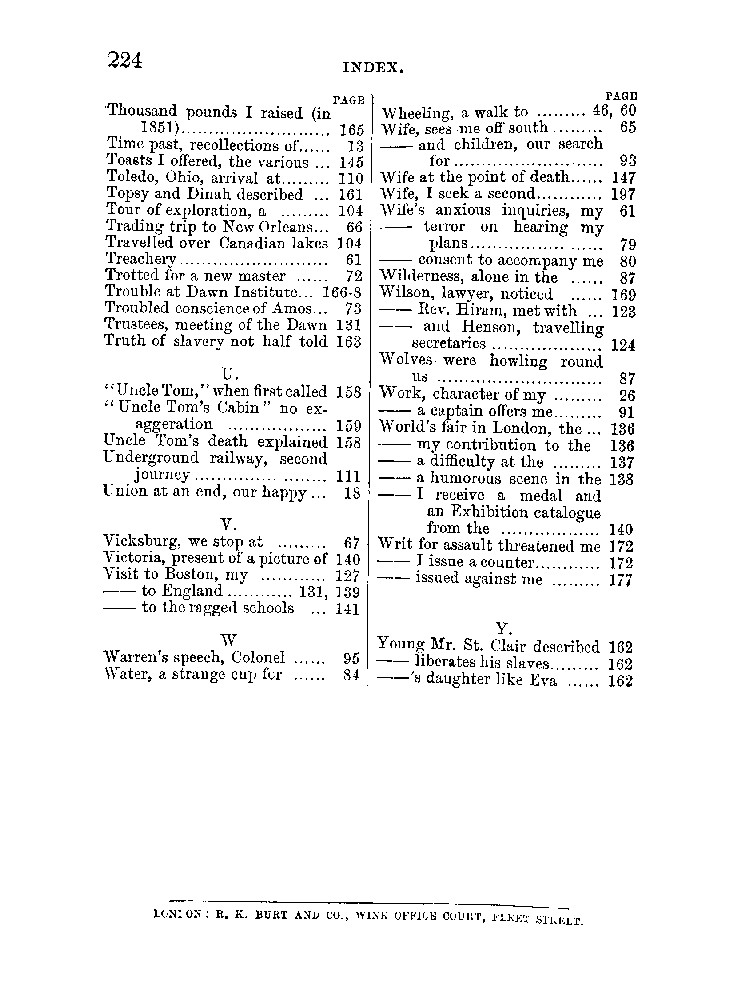 224
INDEX.
PAGE
Thousand pounds I raised (in
1851).......................... 165
Time past, recollections of...... 13
Toasts I offered, the various ... 145
Toledo, Ohio, arrival at......... 110
Topsy and Dinah described ... 161
Tour of exploration, a ......... 104
Trading trip to New Orleans... 66
Travelled over Canadian lakes 104
Treachery.......................... 61
Trotted for a new master ...... 72
Trouble at Dawn Institute... 166-8
Troubled conscience of Amos... 73
Trustees, meeting of the Dawn 131
Truth of slavery not half told 163
U.
"Uncle Tom," when first called 158
"Uncle Tom's Cabin" no ex-
aggeration .................. 159
Uncle Tom's death explained 158
Underground railway, second
journey ........................ 111
Union at an end, our happy... 18
V.
Vicksburg, we stop at ......... 67
Victoria, present of a picture of 140
Visit to Boston, my ............ 127
—— to England............ 131, 139
—— to the ragged schools ... 141
W
Warren's speech, Colonel ...... 95
Water, a strange cup for ...... 84
PAGE
Wheeling, a walk to ......... 46, 60
Wife, sees me off south ......... 65
—— and children, our search
for .......................... 93
Wife at the point of death...... 147
Wife, I seek a second............ 197
Wife's anxious inquiries, my 61
—— terror on hearing my
plans........................ 79
—— consent to accompany me 80
Wilderness, alone in the ...... 87
Wilson, lawyer, noticed ...... 169
—— Rev. Hiram, met with ... 123
—— and Henson, travelling
secretaries ................... 124
Wolves were howling round
us ............................. 87
Work, character of my ......... 26
—— a captain offers me......... 91
World's fair in London, the ... 136
—— my contribution to the 136
—— a difficulty at the ......... 137
—— a humorous scene in the 138
—— I receive a medal and
an Exhibition catalogue
from the .................. 140
Writ for assault threatened me 172
—— I issue a counter............ 172
—— issued against me ......... 177
Y.
Young Mr. St. Clair described 162
—— liberates his slaves......... 162
——'s daughter like Eva ...... 162
LONDON: R. K. BURT AND CO., WINE OFFICE COURT, FLEET STREET.